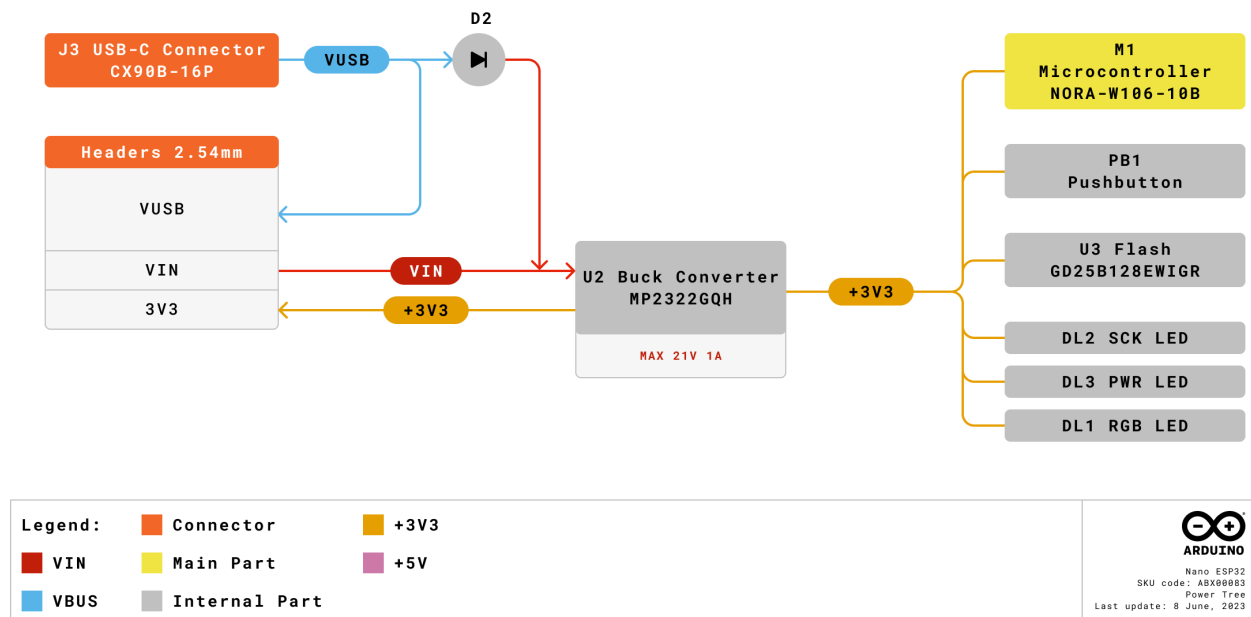 D2
J3 USB-C Connector
CX90B-16P
VUSB
Headers 2.54mm
VUSB
VIN
3V3
VIN
+3V3
U2 Buck Converter
MP2322GQH
MAX 21V 1A
+3V3
M1
Microcontroller
NORA-W106-10B
PB1
Pushbutton
U3 Flash
GD25B128EWIGR
DL2 SCK LED
DL3 PWR LED
DL1 RGB LED
Legend:
VIN
VBUS
Connector
Main Part
Internal Part
+3V3
+5V
ARDUINO
Nano ESP32
SKU code: ABX00083
Power Tree
Last update: 8 June, 2023